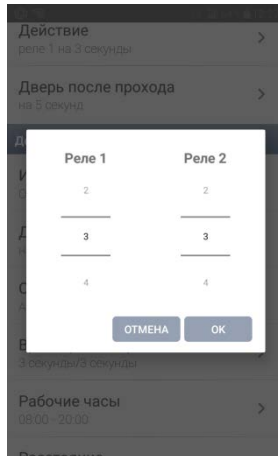 Действие
реле 1 на 3 секунды
Дверь после прохода
на 5 секунд
Реле 1
Реле 2
2
2
3
3
4
4
ОТМЕНА
OK
3 секунды/3 секунды
Рабочие часы
08:00 - 20:00